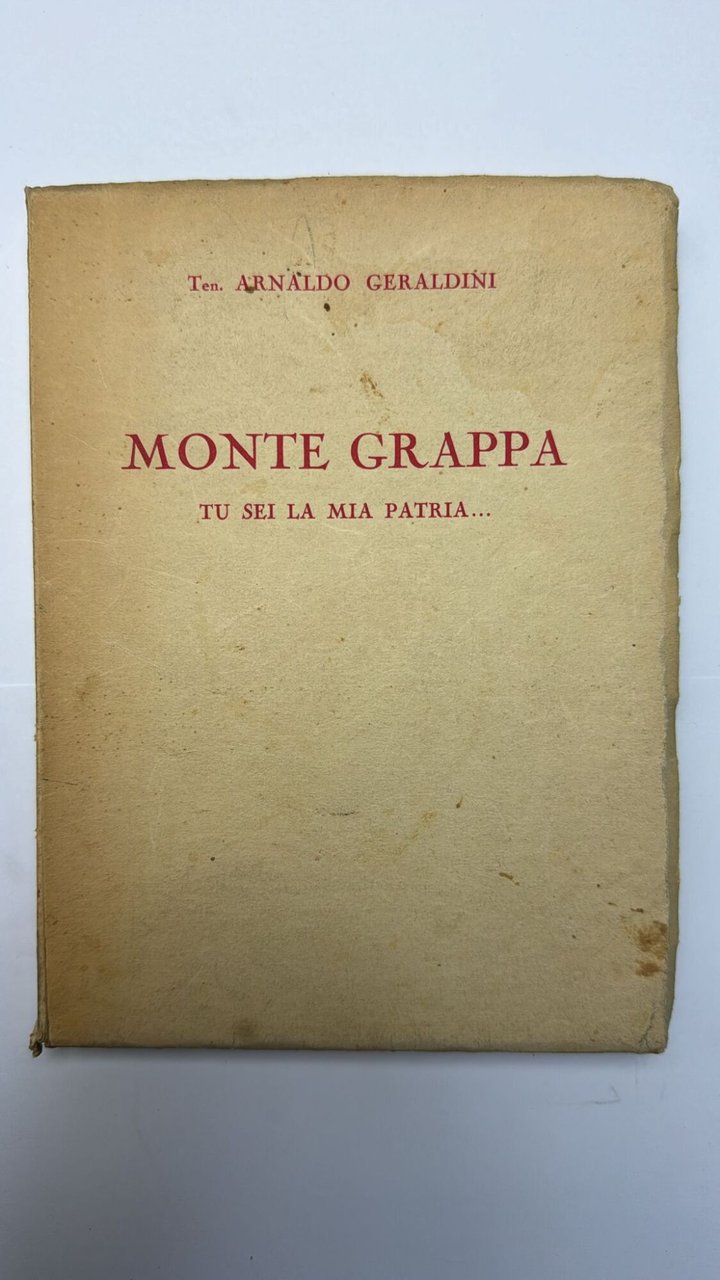 Ten. ARNALDO GERALDINI
MONTE GRAPPA
TU SEI LA MIA PATRIA...